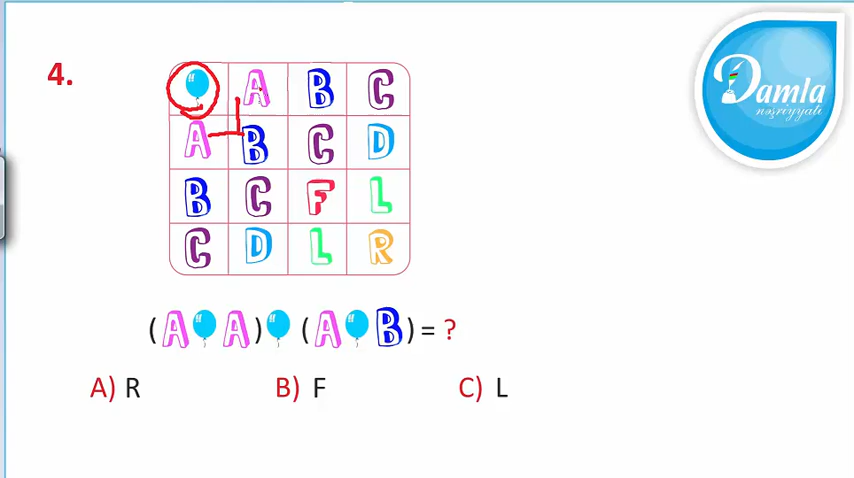 4.
A B C
A B C D
B C F L
C D L R
(A A) (A B) = ?
A) R B) F C) L
Damla
nəşriyyatı